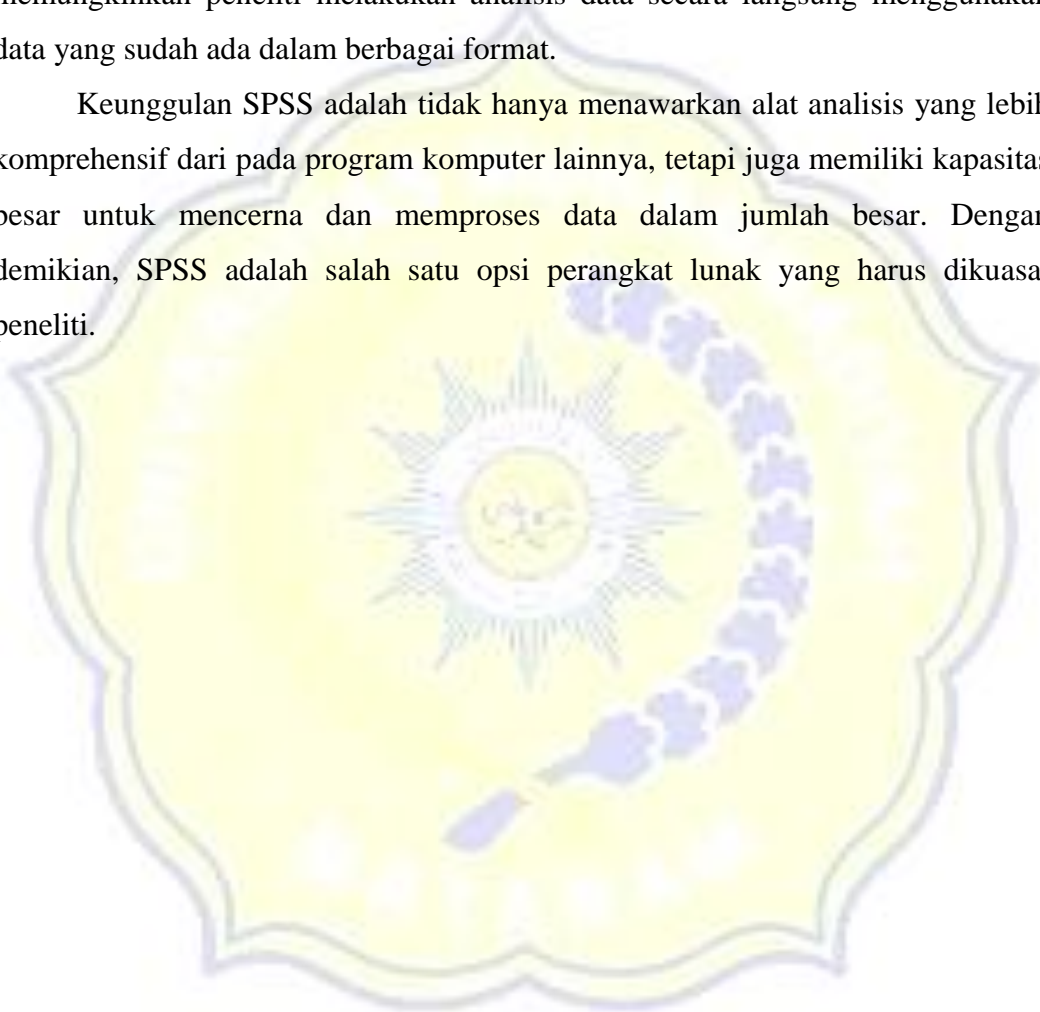 memungkinkan peneliti melakukan analisis data secara langsung menggunakan
data yang sudah ada dalam berbagai format.
Keunggulan SPSS adalah tidak hanya menawarkan alat analisis yang lebih
komprehensif dari pada program komputer lainnya, tetapi juga memiliki kapasitas
besar untuk mencerna dan memproses data dalam jumlah besar. Dengan
demikian, SPSS adalah salah satu opsi perangkat lunak yang harus dikuasa
peneliti.